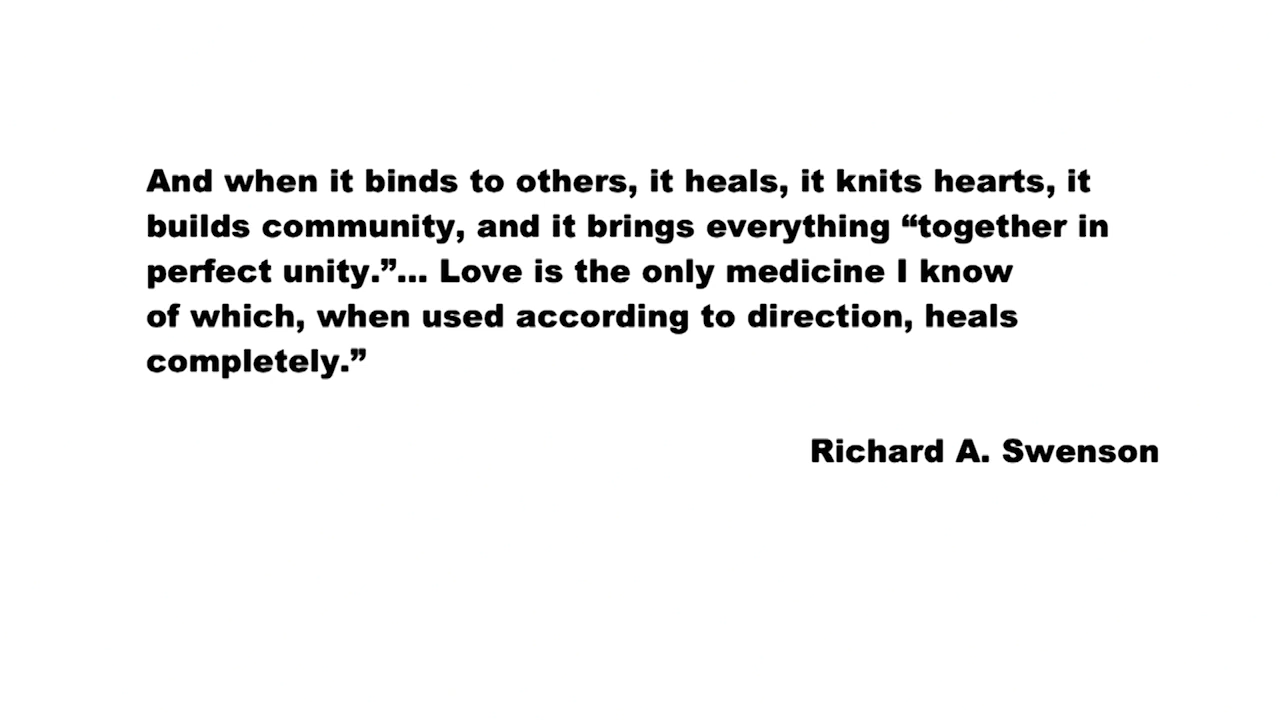 And when it binds to others, it heals, it knits hearts, it
builds community, and it brings everything “together in
perfect unity.”... Love is the only medicine I know
of which, when used according to direction, heals
completely.”
Richard A. Swenson